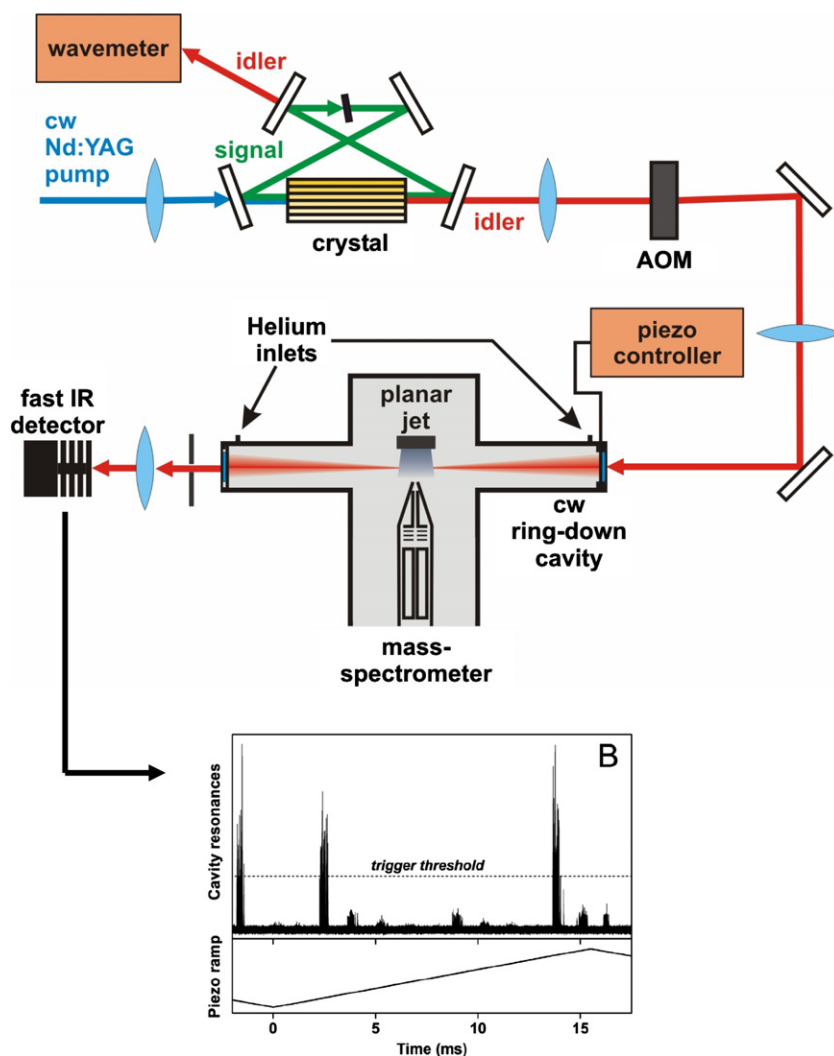 wavemeter
idler
cw
Nd:YAG
pump
signal
crystal
idler
AOM
Helium
inlets
piezo
controller
fast IR
detector
planar
jet
cw
ring-down
cavity
mass-
spectrometer
B
Cavity resonances
trigger threshold
Piezo ramp
0 5 10 15
Time (ms)